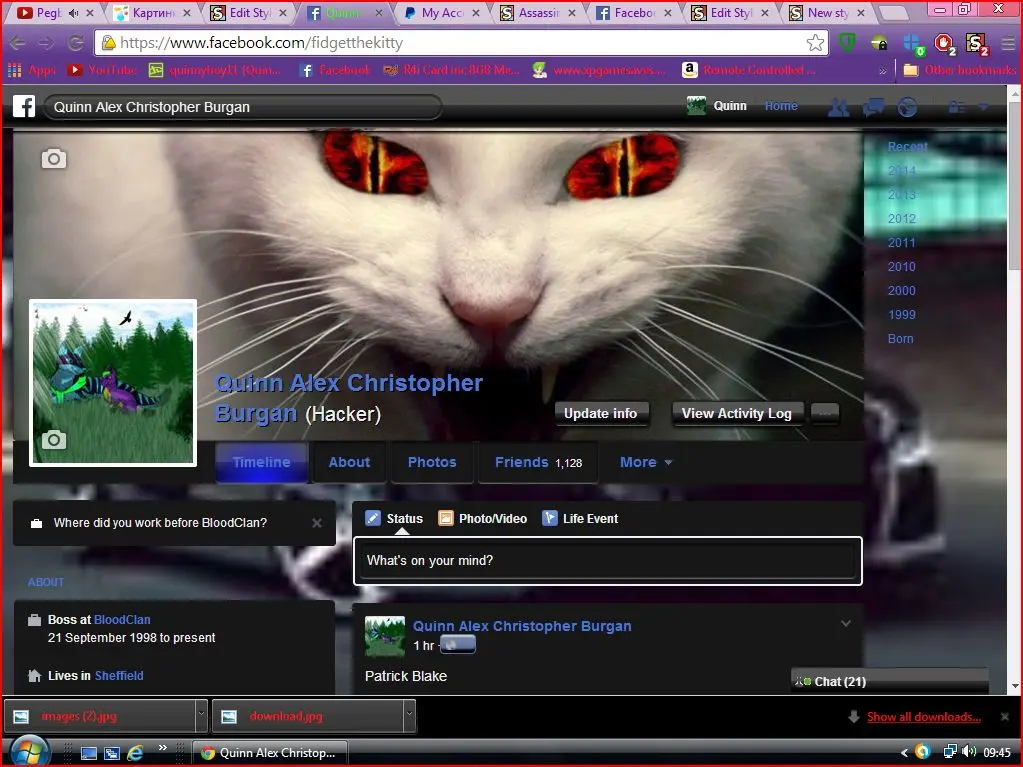 Pegb
Картинк
Edit Styl
Quinn
My Acc
Assassin
Faceboo
Edit Styl
New sty
https://www.facebook.com/fidgetthekitty
Apps
YouTube
Facebook
R4i Card inc 8GB Me...
www.xpgamesaves....
Remote Controlled ...
Other bookmarks
Quinn Alex Christopher Burgan
Quinn
Home
Recent
2014
2013
2012
2011
2010
2000
1999
Born
Quinn Alex Christopher
Burgan (Hacker)
Update info
View Activity Log
Timeline
About
Photos
Friends 1,128
More
Where did you work before BloodClan?
Status
Photo/Video
Life Event
What's on your mind?
ABOUT
Boss at BloodClan
21 September 1998 to present
Lives in Sheffield
Quinn Alex Christopher Burgan
1 hr ·
Patrick Blake
Chat (21)
images (2).jpg
download.jpg
Show all downloads...
Quinn Alex Christop...
09:45